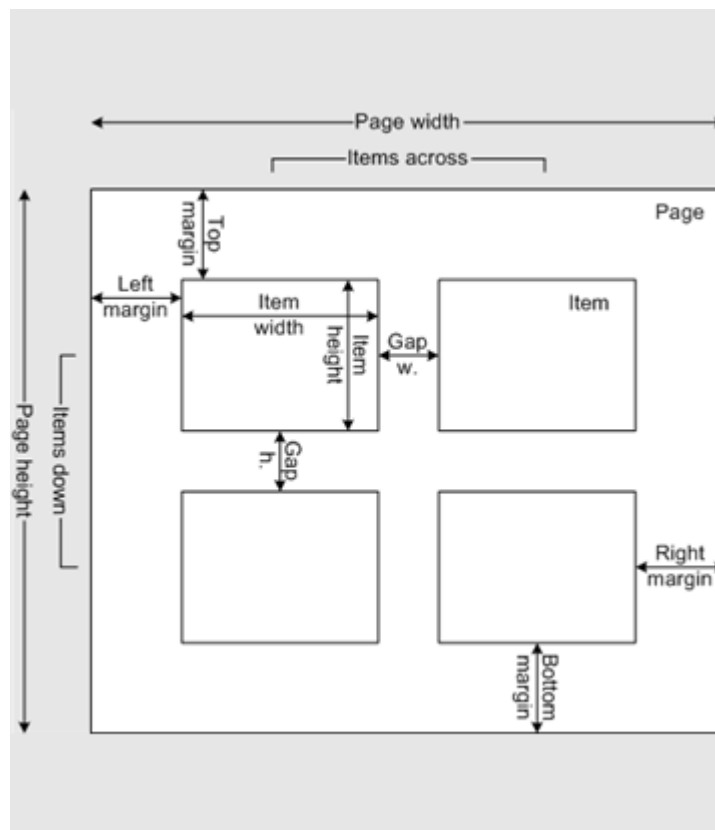 Page width
Items across
Page
Top
margin
Left
margin
Item
width
Item
height
Item
Gap
w.
Items down
Page height
Gap
h.
Right
margin
Bottom
margin